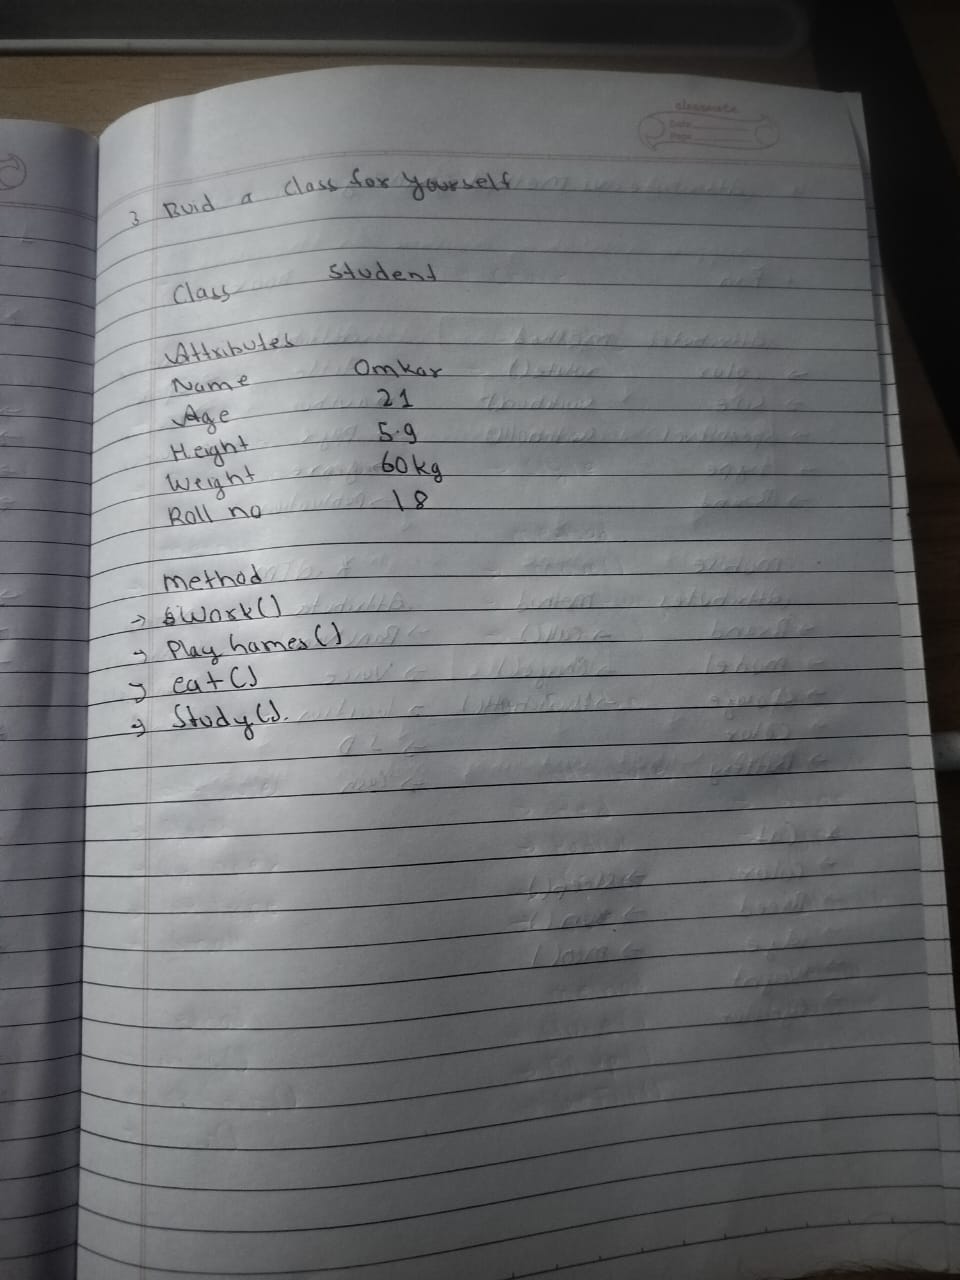 classmate
Date
Page
3 Buid a class for yourself
Class Student
Attributes
Name Omkar
Age 21
Height 5.9
Weight 60kg
Roll no 18
method
→ Work()
→ Play hames()
→ eat()
→ Study().